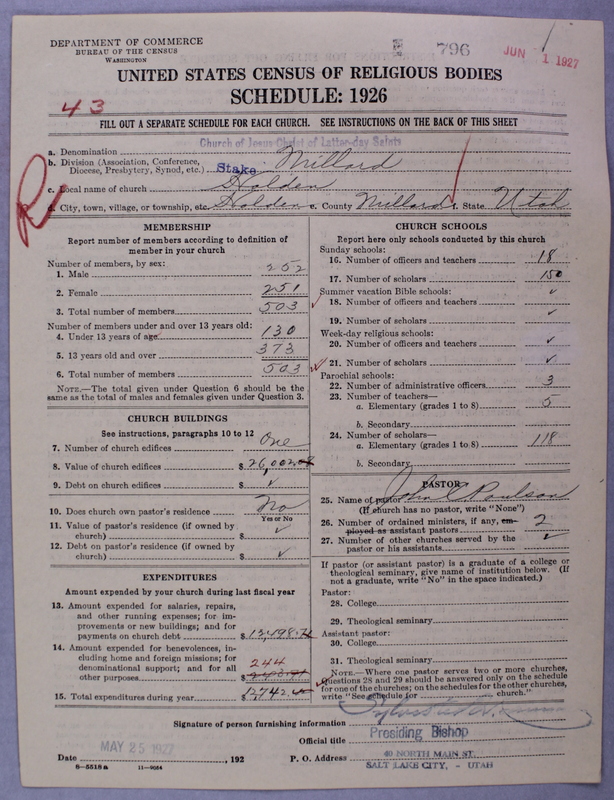 DEPARTMENT OF COMMERCE
BUREAU OF THE CENSUS
WASHINGTON
796
JUN 1 1927
UNITED STATES CENSUS OF RELIGIOUS BODIES
SCHEDULE: 1926
43
FILL OUT A SEPARATE SCHEDULE FOR EACH CHURCH. SEE INSTRUCTIONS ON THE BACK OF THIS SHEET
R
a. Denomination Church of Jesus Christ of Latter-day Saints
b. Division (Association, Conference, Diocese, Presbytery, Synod, etc.) Stake Millard
c. Local name of church Holden
d. City, town, village, or township, etc. Holden e. County Millard f. State Utah
MEMBERSHIP
Report number of members according to definition of
member in your church
Number of members, by sex:
1. Male 252
2. Female 251
3. Total number of members 503
Number of members under and over 13 years old:
4. Under 13 years of age 130
5. 13 years old and over 373
6. Total number of members 503
NOTE.—The total given under Question 6 should be the
same as the total of males and females given under Question 3.
CHURCH BUILDINGS
See instructions, paragraphs 10 to 12
7. Number of church edifices One
8. Value of church edifices $ 26,002
9. Debt on church edifices $ ✓
10. Does church own pastor's residence No
Yes or No
11. Value of pastor's residence (if owned by
church) $ ✓
12. Debt on pastor's residence (if owned by
church) $ ✓
EXPENDITURES
Amount expended by your church during last fiscal year
13. Amount expended for salaries, repairs,
and other running expenses; for im-
provements or new buildings; and for
payments on church debt $ 12,498.
14. Amount expended for benevolences, in-
cluding home and foreign missions; for
denominational support; and for all
other purposes $ 244
15. Total expenditures during year $ 12742.
CHURCH SCHOOLS
Report here only schools conducted by this church
Sunday schools:
16. Number of officers and teachers 18
17. Number of scholars 150
Summer vacation Bible schools:
18. Number of officers and teachers ✓
19. Number of scholars ✓
Week-day religious schools:
20. Number of officers and teachers ✓
21. Number of scholars ✓
Parochial schools:
22. Number of administrative officers 3
23. Number of teachers—
a. Elementary (grades 1 to 8) 5
b. Secondary
24. Number of scholars—
a. Elementary (grades 1 to 8) 118
b. Secondary
PASTOR
25. Name of pastor John C Poulson
(If church has no pastor, write "None")
26. Number of ordained ministers, if any, em-
ployed as assistant pastors 2
27. Number of other churches served by the
pastor or his assistants ✓
If pastor (or assistant pastor) is a graduate of a college or
theological seminary, give name of institution below. (If
not a graduate, write "No" in the space indicated.)
Pastor:
28. College
29. Theological seminary
Assistant pastor:
30. College
31. Theological seminary
NOTE.—Where one pastor serves two or more churches,
Questions 28 and 29 should be answered only on the schedule
for one of the churches; on the schedules for the other churches,
write "See schedule for church."
Signature of person furnishing information
Official title Presiding Bishop
MAY 25 1927
Date , 192
P. O. Address 40 NORTH MAIN ST.
SALT LAKE CITY, - UTAH
6—5518a 11—9054